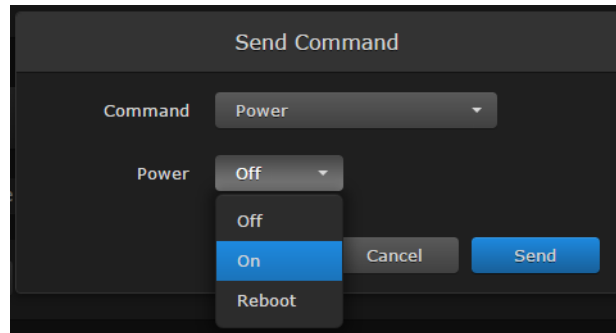 Send Command
Command Power
Power Off
Off
On
Cancel Send
Reboot